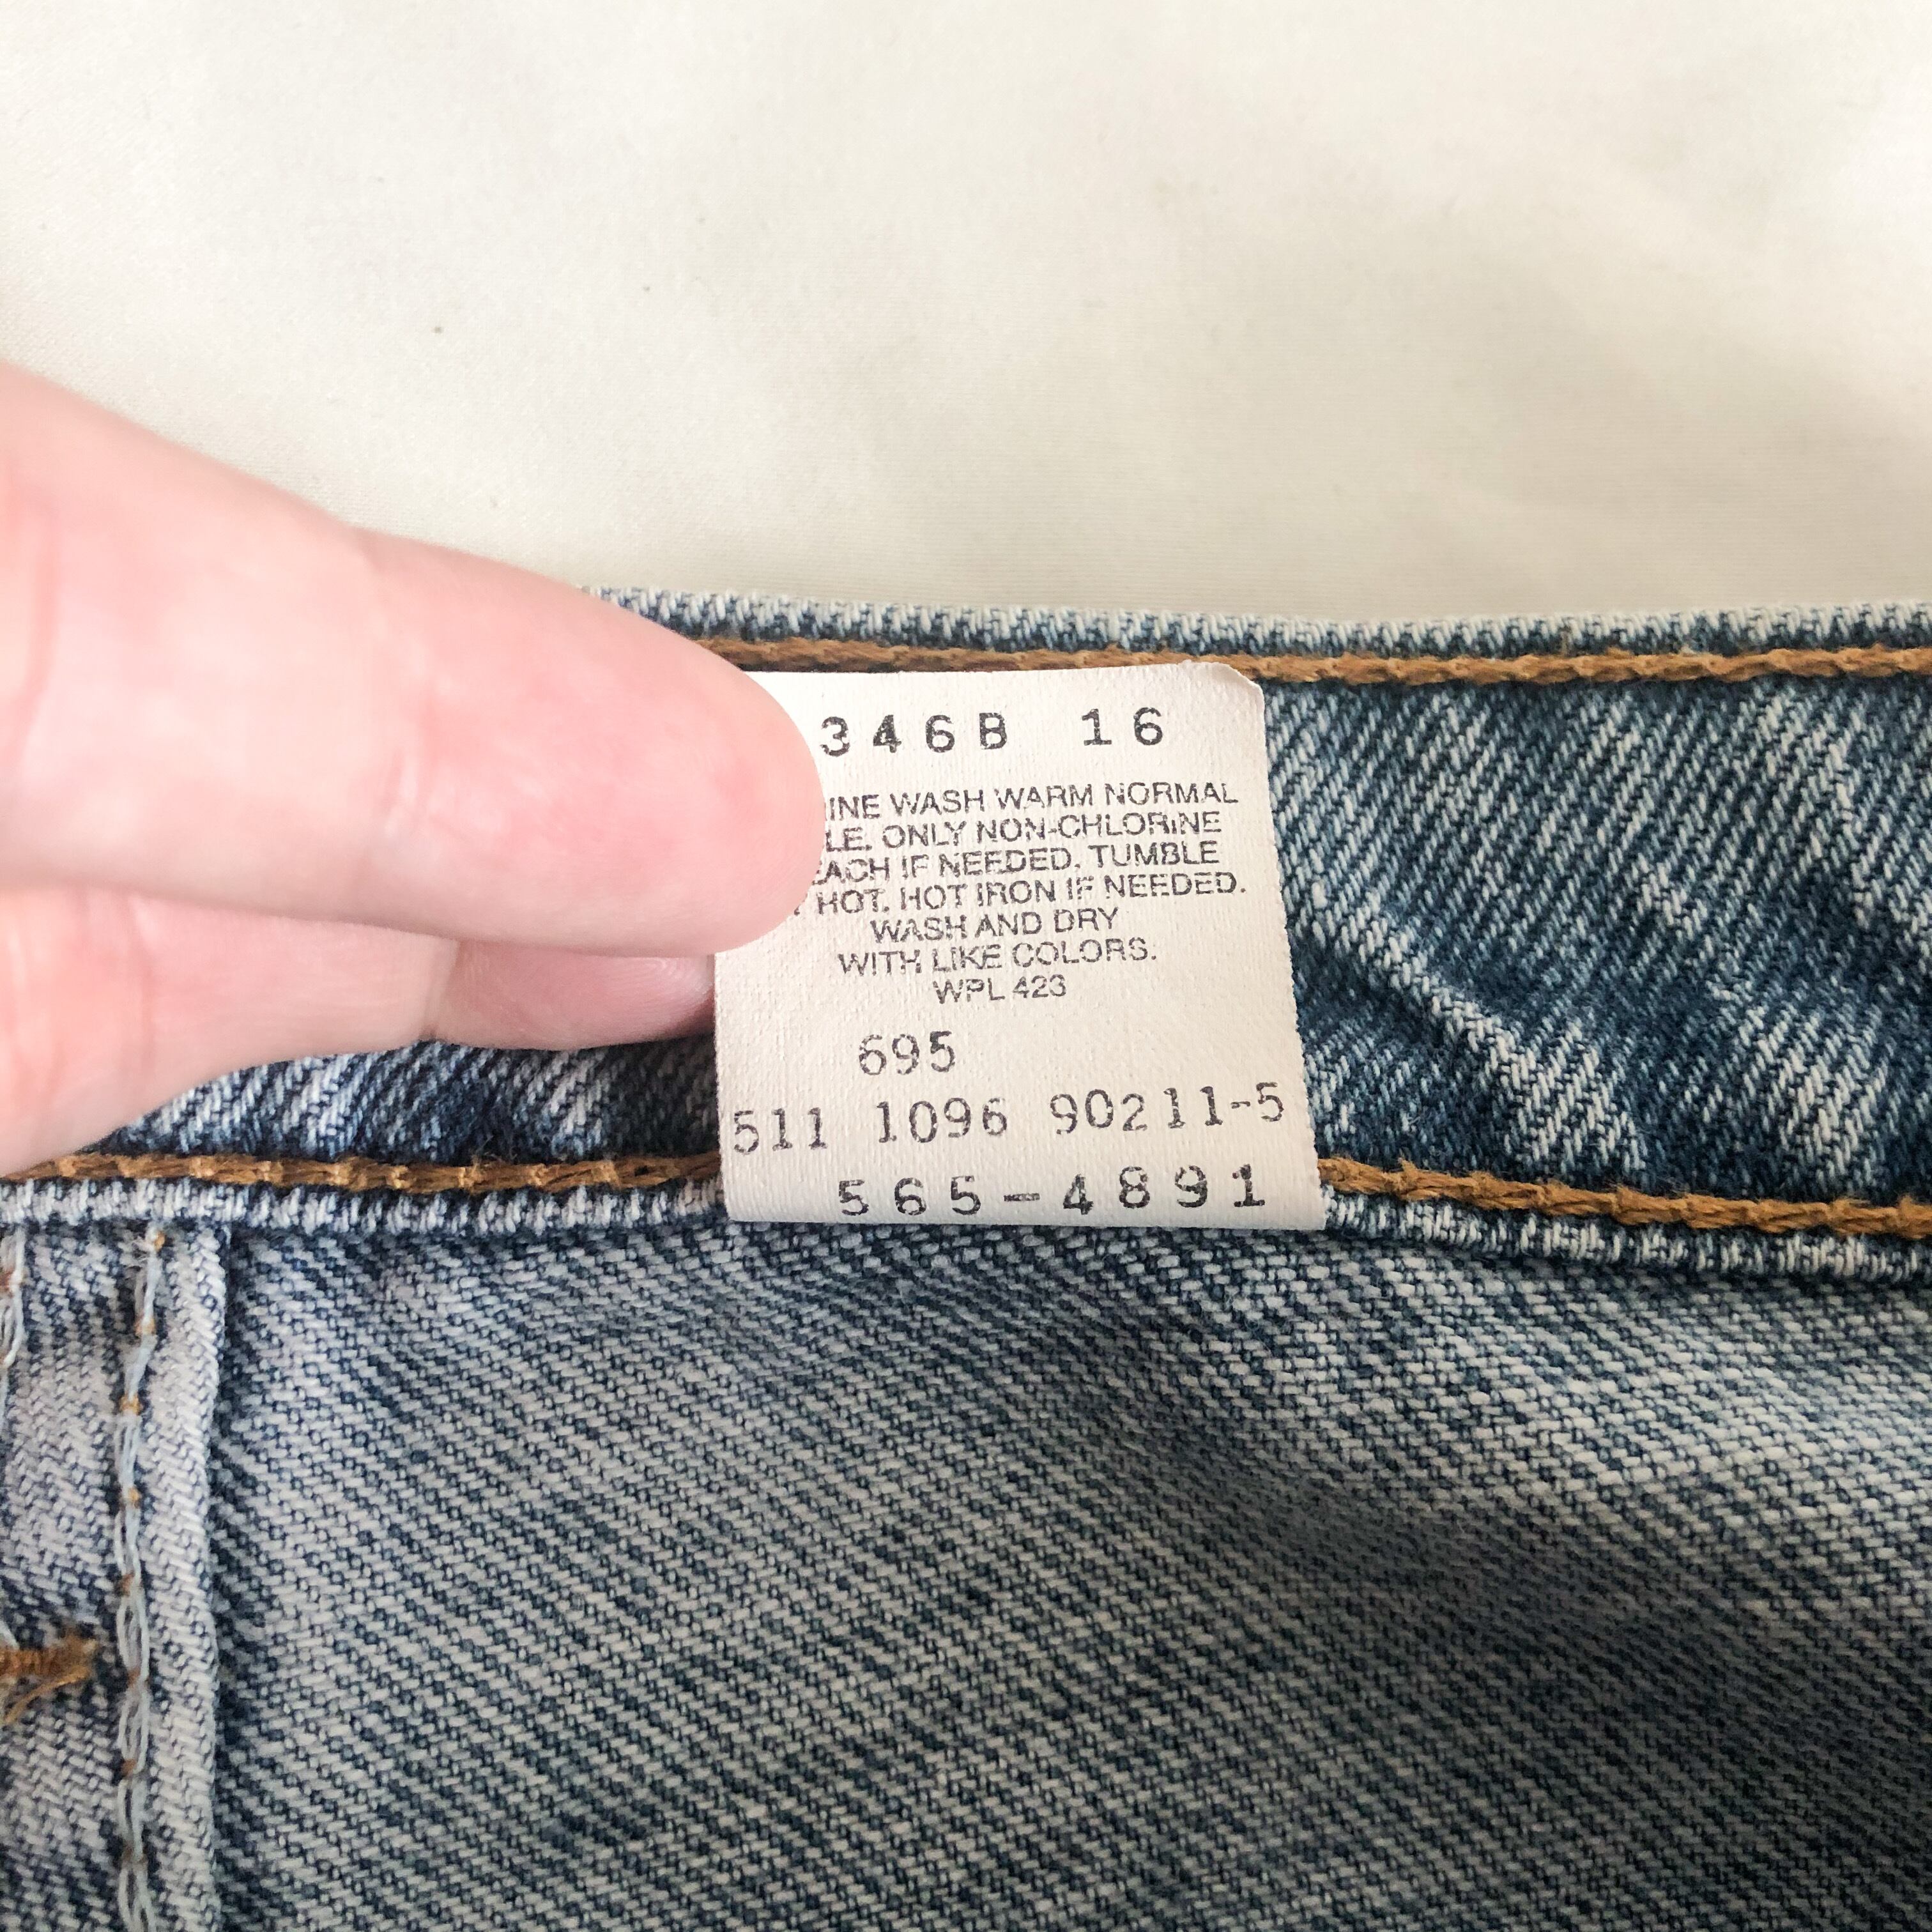 346B 16
INE WASH WARM NORMAL
LE. ONLY NON-CHLORINE
EACH IF NEEDED. TUMBLE
HOT. HOT IRON IF NEEDED.
WASH AND DRY
WITH LIKE COLORS.
WPL 423
695
511 1096 90211-5
565-4891